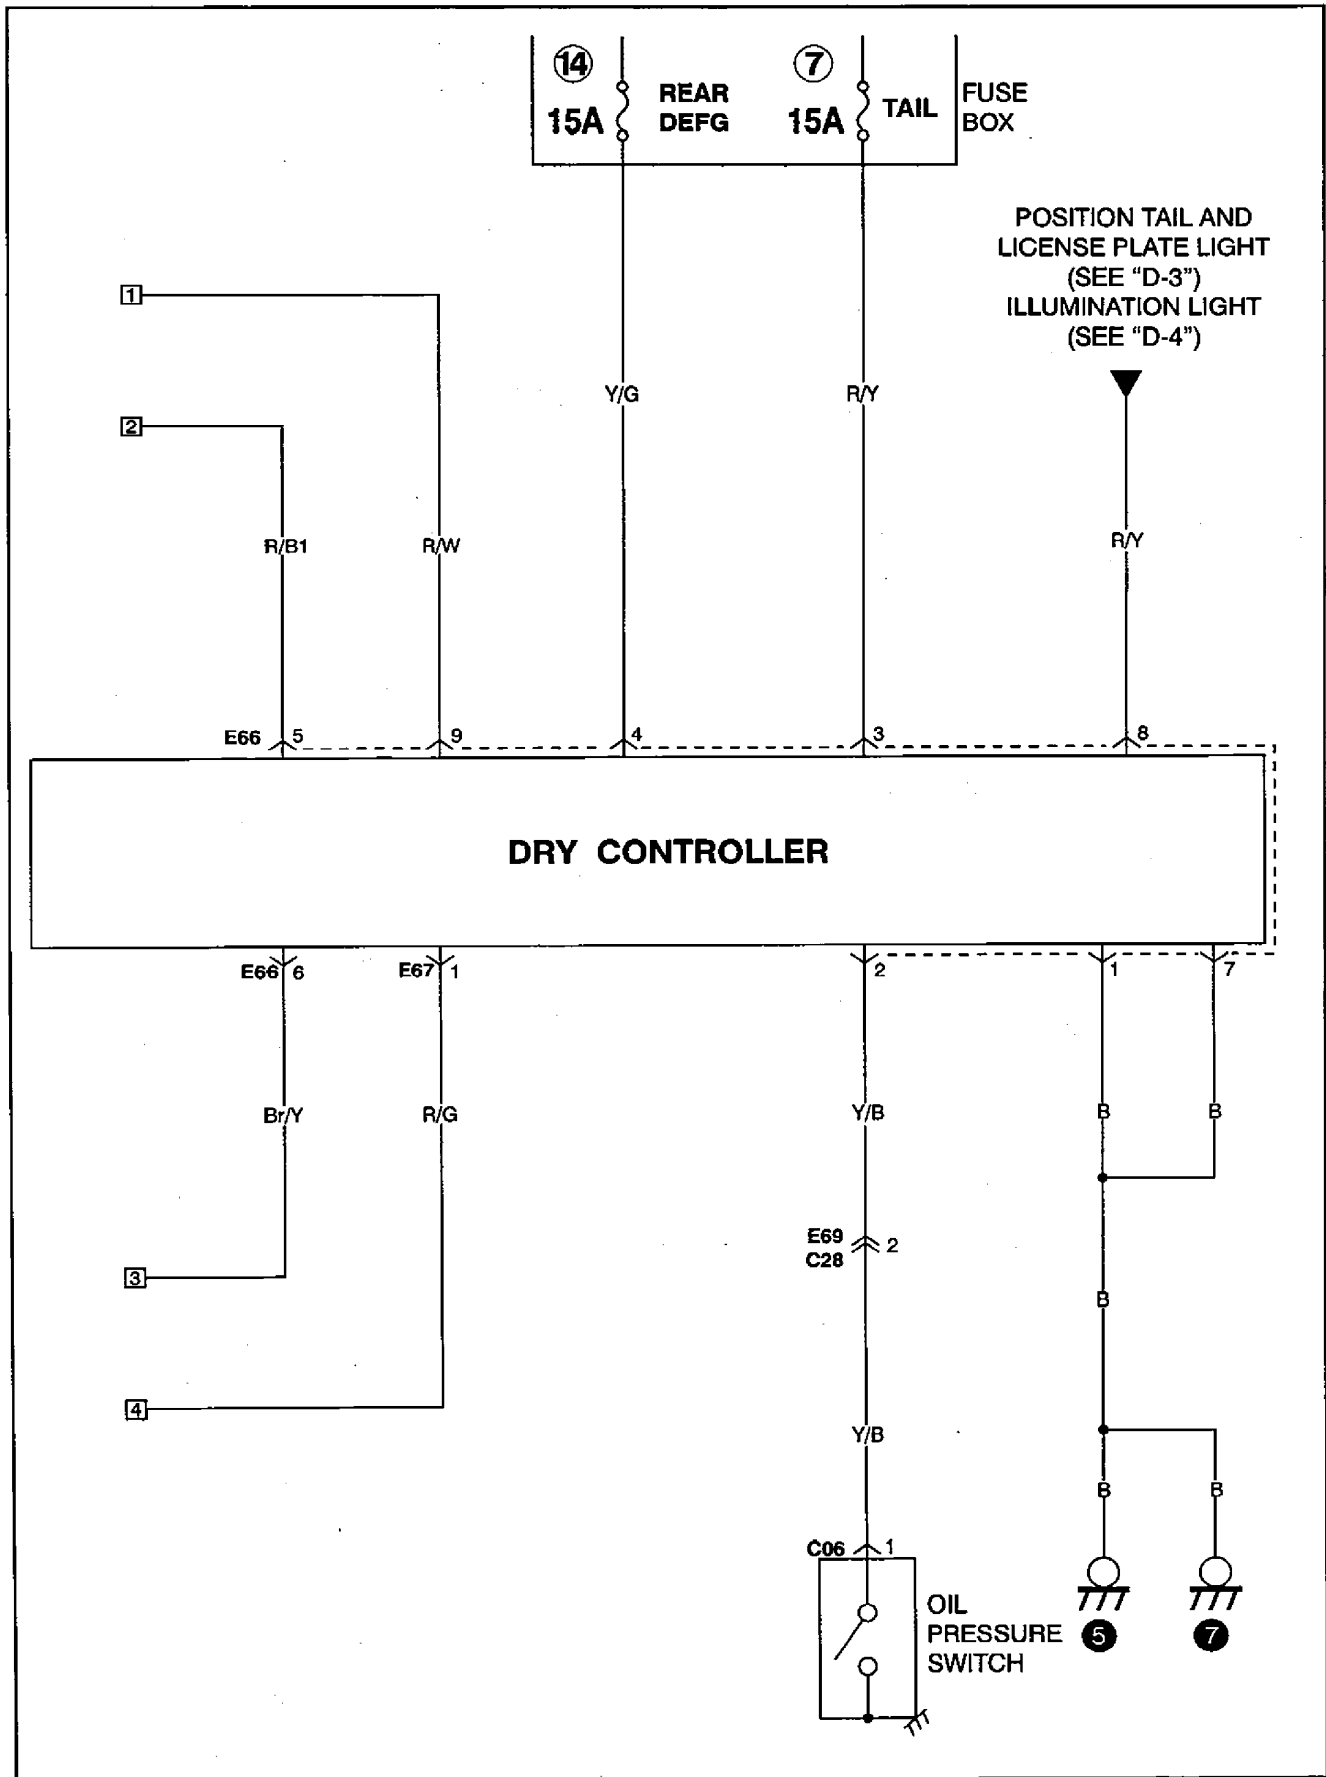 14
15A
REAR
DEFG
7
15A
TAIL
FUSE
BOX
POSITION TAIL AND
LICENSE PLATE LIGHT
(SEE “D-3”)
ILLUMINATION LIGHT
(SEE “D-4”)
1
2
Y/G
R/Y
R/B1
R/W
R/Y
E66
5
9
4
3
8
DRY CONTROLLER
E66
6
E67
1
2
1
7
Br/Y
R/G
Y/B
B
B
E69
C28
2
3
B
4
Y/B
B
B
C06
1
OIL
PRESSURE
SWITCH
5
7